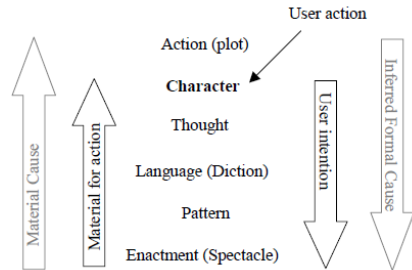 User action
Action (plot)
Character
Thought
Language (Diction)
Pattern
Enactment (Spectacle)
Material Cause
Material for action
User intention
Inferred Formal Cause